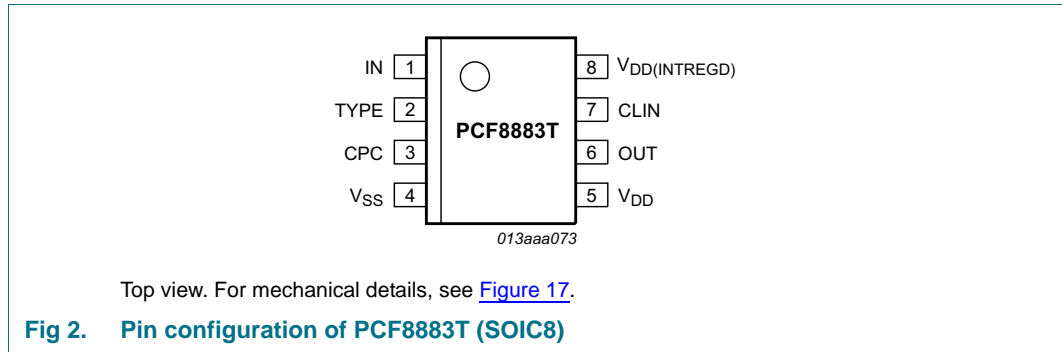 IN 1 8 VDD(INTREGD)
TYPE 2 7 CLIN
PCF8883T
CPC 3 6 OUT
VSS 4 5 VDD
013aaa073
Top view. For mechanical details, see Figure 17.
Fig 2. Pin configuration of PCF8883T (SOIC8)